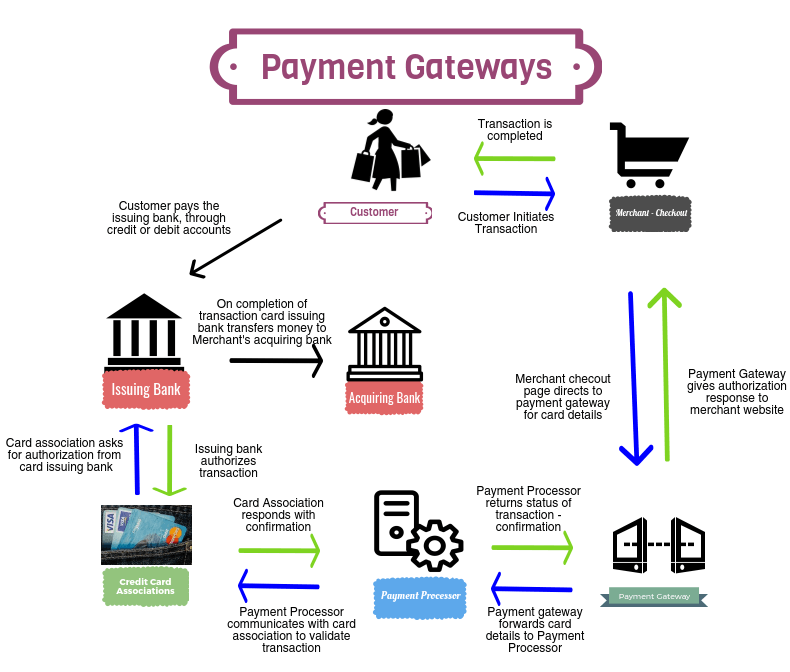 Payment Gateways
Transaction is
completed
Customer
Merchant - Checkout
Customer Initiates
Transaction
Customer pays the
issuing bank, through
credit or debit accounts
On completion of
transaction card issuing
bank transfers money to
Merchant's acquiring bank
Issuing Bank
Acquiring Bank
Merchant checout
page directs to
payment gateway
for card details
Payment Gateway
gives authorization
response to
merchant website
Card association asks
for authorization from
card issuing bank
Issuing bank
authorizes
transaction
Card Association
responds with
confirmation
Payment Processor
returns status of
transaction -
confirmation
VISA
VISA
Credit Card
Associations
Payment Processor
Payment Gateway
Payment Processor
communicates with card
association to validate
transaction
Payment gateway
forwards card
details to Payment
Processor